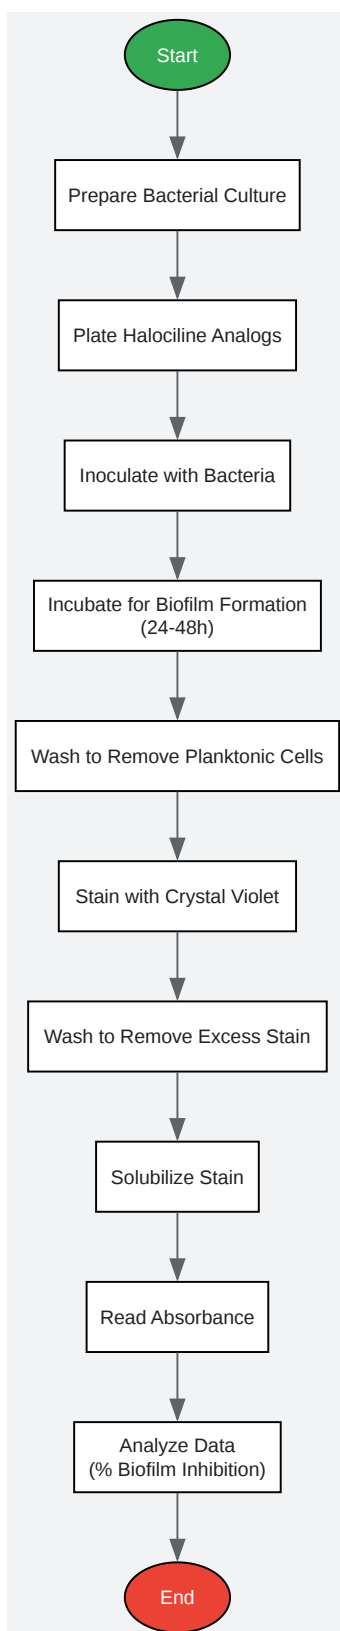 Start
Prepare Bacterial Culture
Plate Halociline Analogs
Inoculate with Bacteria
Incubate for Biofilm Formation
(24-48h)
Wash to Remove Planktonic Cells
Stain with Crystal Violet
Wash to Remove Excess Stain
Solubilize Stain
Read Absorbance
Analyze Data
(% Biofilm Inhibition)
End